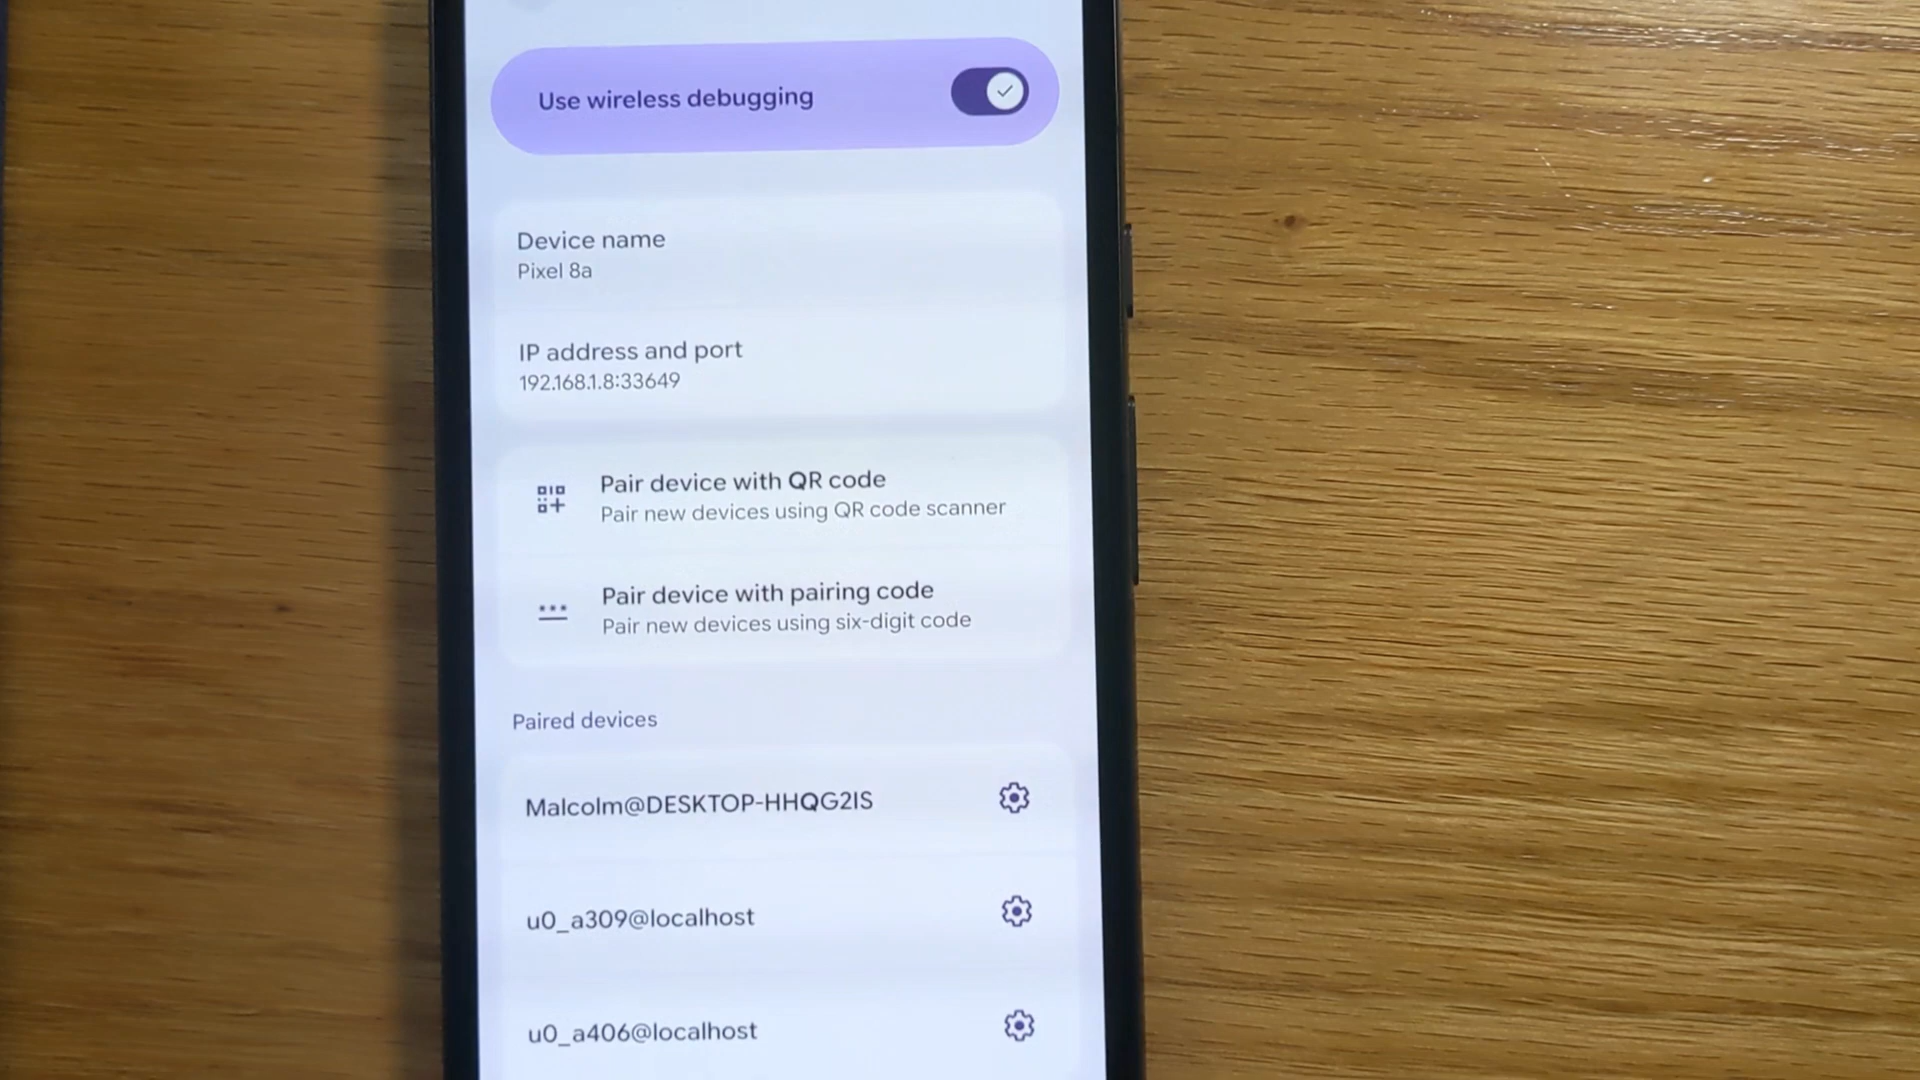 Use wireless debugging
Device name
Pixel 8a
IP address and port
192.168.1.8:33649
Pair device with QR code
Pair new devices using QR code scanner
Pair device with pairing code
Pair new devices using six-digit code
Paired devices
Malcolm@DESKTOP-HHQG2IS
u0_a309@localhost
u0_a406@localhost